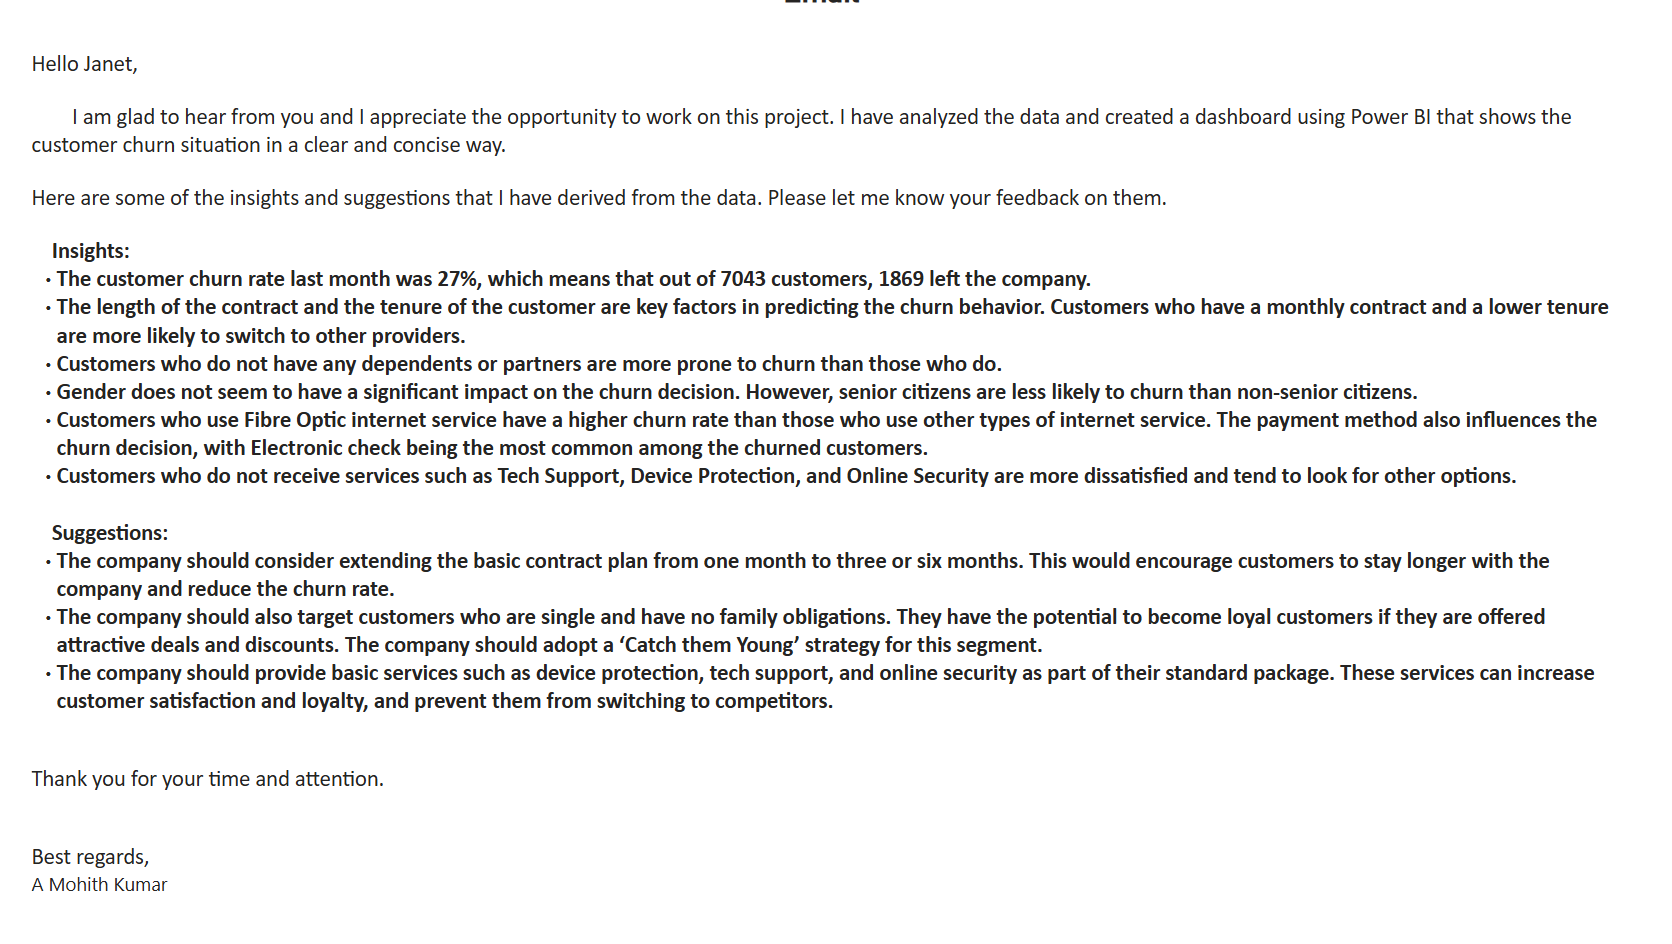 Hello Janet,
I am glad to hear from you and I appreciate the opportunity to work on this project. I have analyzed the data and created a dashboard using Power BI that shows the
customer churn situation in a clear and concise way.
Here are some of the insights and suggestions that I have derived from the data. Please let me know your feedback on them.
Insights:
• The customer churn rate last month was 27%, which means that out of 7043 customers, 1869 left the company.
• The length of the contract and the tenure of the customer are key factors in predicting the churn behavior. Customers who have a monthly contract and a lower tenure
are more likely to switch to other providers.
• Customers who do not have any dependents or partners are more prone to churn than those who do.
• Gender does not seem to have a significant impact on the churn decision. However, senior citizens are less likely to churn than non-senior citizens.
• Customers who use Fibre Optic internet service have a higher churn rate than those who use other types of internet service. The payment method also influences the
churn decision, with Electronic check being the most common among the churned customers.
• Customers who do not receive services such as Tech Support, Device Protection, and Online Security are more dissatisfied and tend to look for other options.
Suggestions:
• The company should consider extending the basic contract plan from one month to three or six months. This would encourage customers to stay longer with the
company and reduce the churn rate.
• The company should also target customers who are single and have no family obligations. They have the potential to become loyal customers if they are offered
attractive deals and discounts. The company should adopt a ‘Catch them Young’ strategy for this segment.
• The company should provide basic services such as device protection, tech support, and online security as part of their standard package. These services can increase
customer satisfaction and loyalty, and prevent them from switching to competitors.
Thank you for your time and attention.
Best regards,
A Mohith Kumar